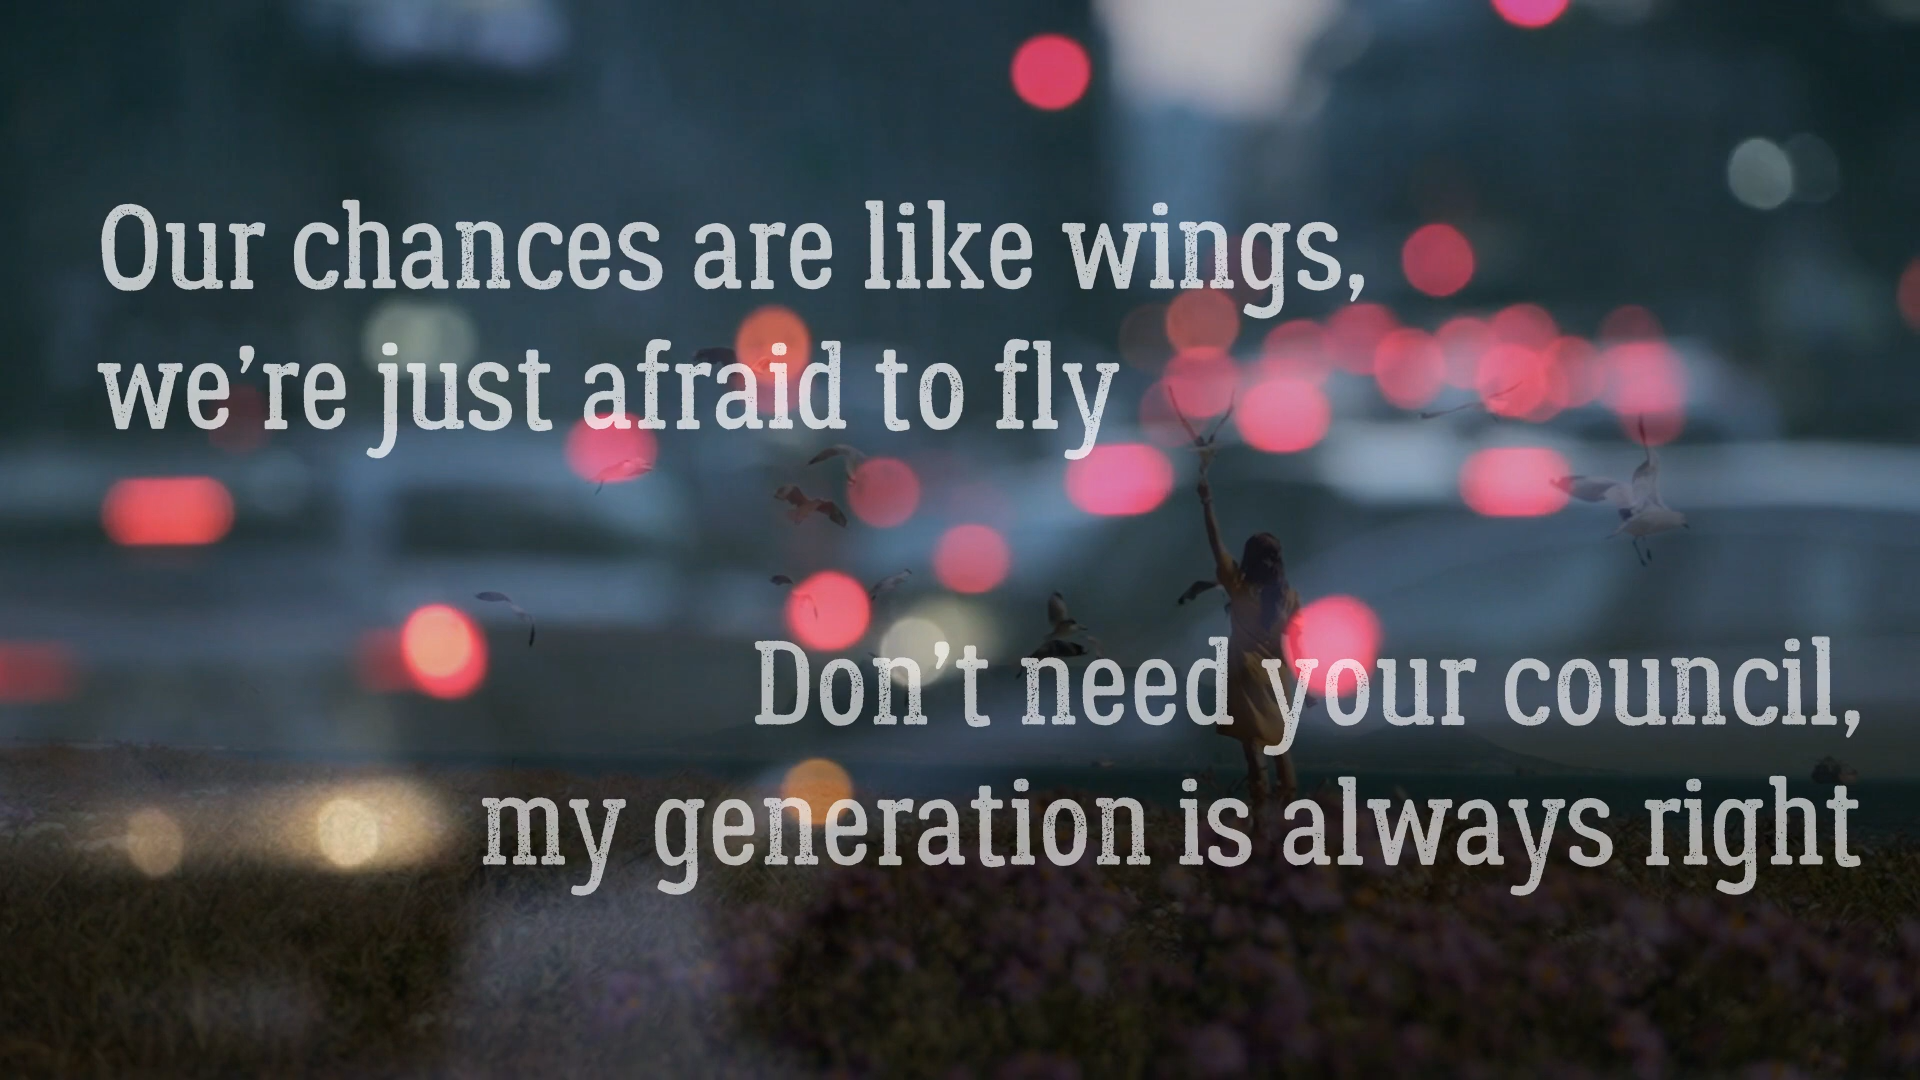 Our chances are like wings,
we’re just afraid to fly
Don’t need your council,
my generation is always right